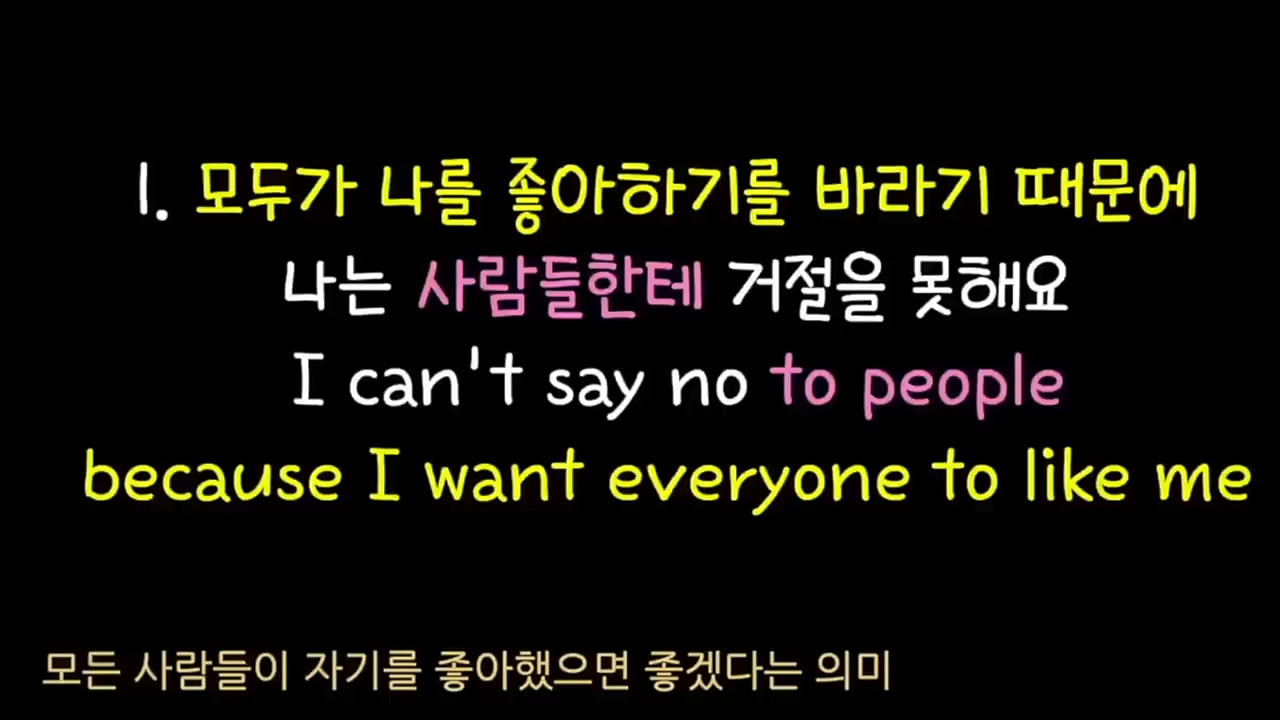 1. 모두가 나를 좋아하기를 바라기 때문에
나는 사람들한테 거절을 못해요
I can't say no to people
because I want everyone to like me
모든 사람들이 자기를 좋아했으면 좋겠다는 의미